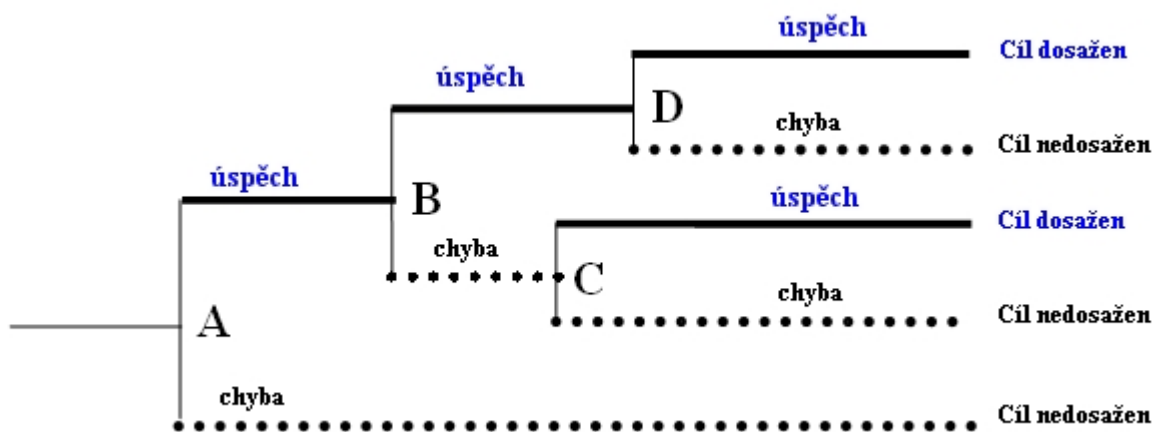 úspěch
Cíl dosažen
úspěch
D
chyba
Cíl nedosažen
úspěch
B
úspěch
Cíl dosažen
chyba
C
chyba
Cíl nedosažen
A
chyba
Cíl nedosažen